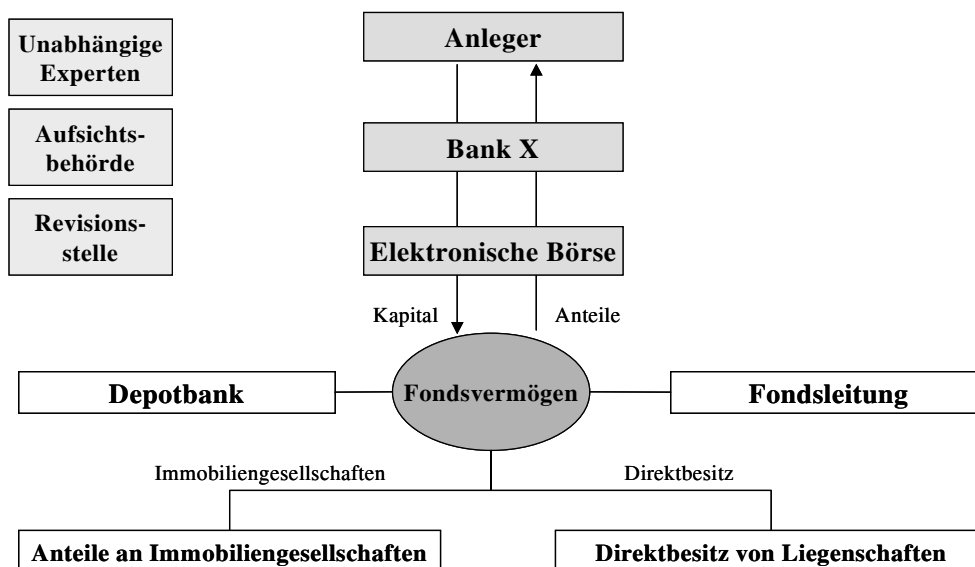 Unabhängige
Experten
Aufsichts-
behörde
Revisions-
stelle
Anleger
Bank X
Elektronische Börse
Kapital
Anteile
Depotbank
Fondsvermögen
Fondsleitung
Immobiliengesellschaften
Direktbesitz
Anteile an Immobiliengesellschaften
Direktbesitz von Liegenschaften